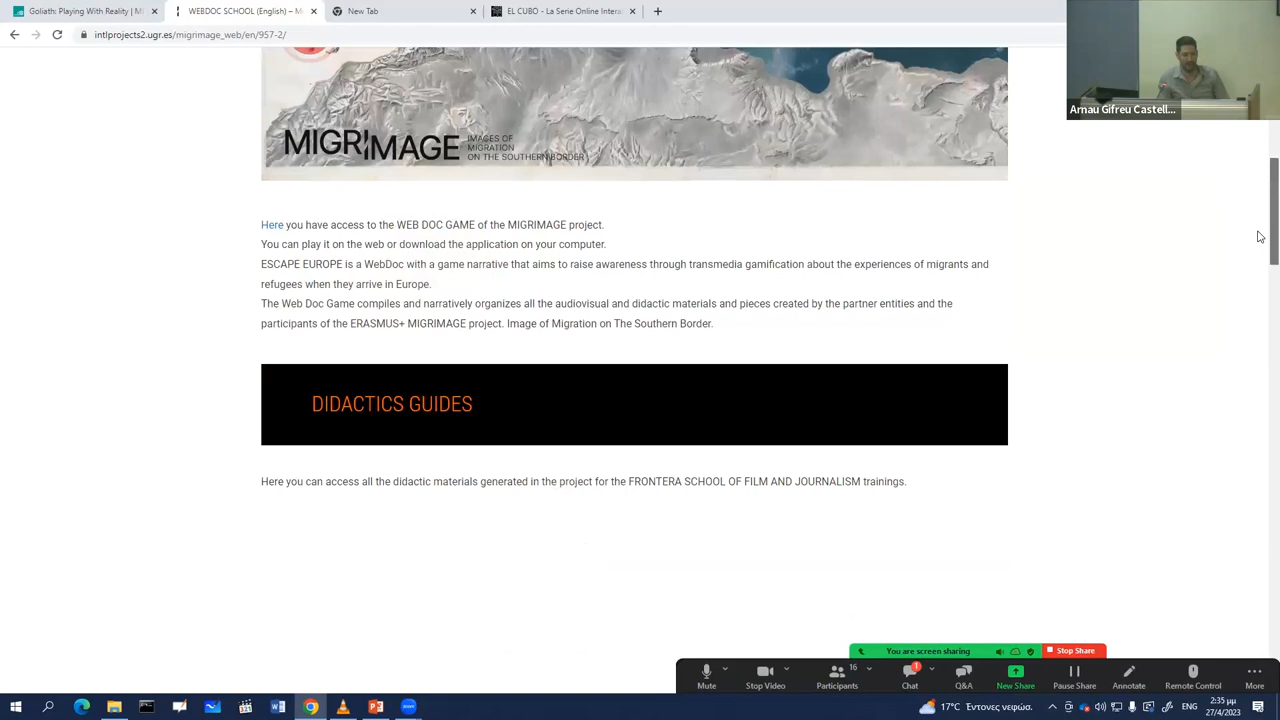 Goliath: Playing With Reality | M
WEBDOC SCHOOL (English) – M
New Tab
EL CUBO - La Serie Online Intera
intlprojects2.ugr.es/migrimage_web/en/957-2/
Arnau Gifreu Castell...
MIGRIMAGE
IMAGES OF
MIGRATION
ON THE SOUTHERN BORDER
Here you have access to the WEB DOC GAME of the MIGRIMAGE project.
You can play it on the web or download the application on your computer.
ESCAPE EUROPE is a WebDoc with a game narrative that aims to raise awareness through transmedia gamification about the experiences of migrants and
refugees when they arrive in Europe.
The Web Doc Game compiles and narratively organizes all the audiovisual and didactic materials and pieces created by the partner entities and the
participants of the ERASMUS+ MIGRIMAGE project. Image of Migration on The Southern Border.
DIDACTICS GUIDES
Here you can access all the didactic materials generated in the project for the FRONTERA SCHOOL OF FILM AND JOURNALISM trainings.
You are screen sharing
Stop Share
16
1
Mute
Stop Video
Participants
Chat
Q&A
New Share
Pause Share
Annotate
Remote Control
More
17°C Έντονες νεφώσ.
ENG
2:35 μμ
27/4/2023